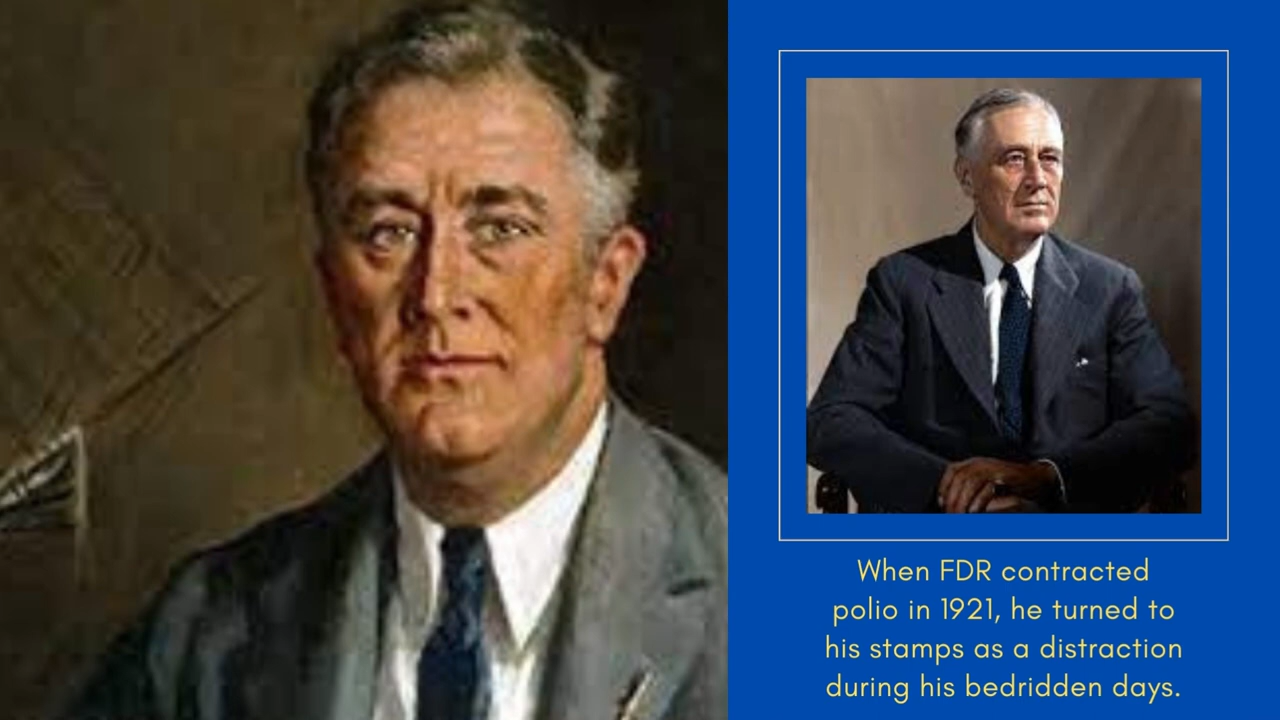 When FDR contracted
polio in 1921, he turned to
his stamps as a distraction
during his bedridden days.